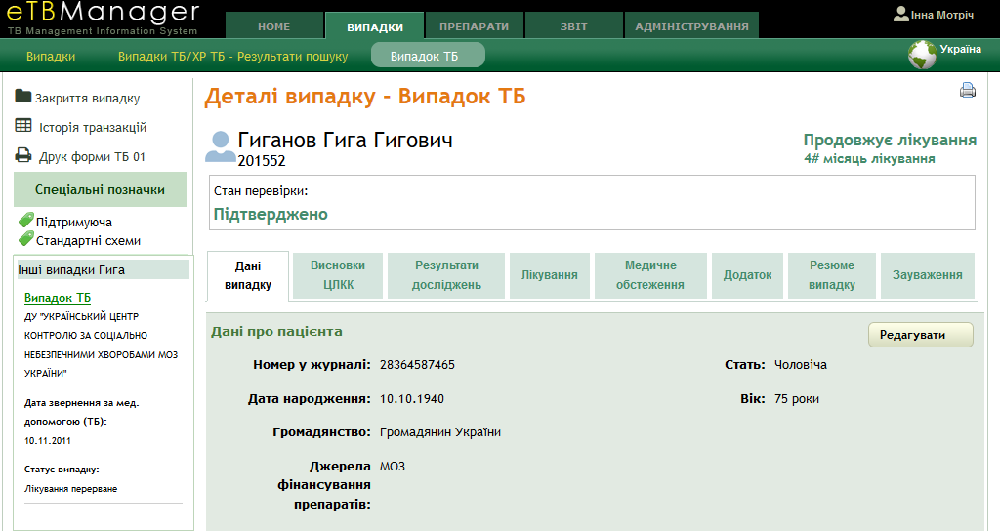 eTBManager
TB Management Information System
HOME
ВИПАДКИ
ПРЕПАРАТИ
ЗВІТ
АДМІНІСТРУВАННЯ
Інна Мотріч
Випадки
Випадки ТБ/ХР ТБ - Результати пошуку
Випадок ТБ
Україна
Закриття випадку
Історія транзакцій
Друк форми ТБ 01
Спеціальні позначки
Підтримуюча
Стандартні схеми
Інші випадки Гига
Випадок ТБ
ДУ "УКРАЇНСЬКИЙ ЦЕНТР
КОНТРОЛЮ ЗА СОЦІАЛЬНО
НЕБЕЗПЕЧНИМИ ХВОРОБАМИ МОЗ
УКРАЇНИ"
Дата звернення за мед.
допомогою (ТБ):
10.11.2011
Статус випадку:
Лікування перерване
Деталі випадку - Випадок ТБ
Гиганов Гига Гигович
201552
Продовжує лікування
4# місяць лікування
Стан перевірки:
Підтверджено
Дані
випадку
Висновки
ЦЛКК
Результати
досліджень
Лікування
Медичне
обстеження
Додаток
Резюме
випадку
Зауваження
Дані про пацієнта
Редагувати
Номер у журналі: 28364587465
Стать: Чоловіча
Дата народження: 10.10.1940
Вік: 75 роки
Громадянство: Громадянин України
Джерела МОЗ
фінансування
препаратів: